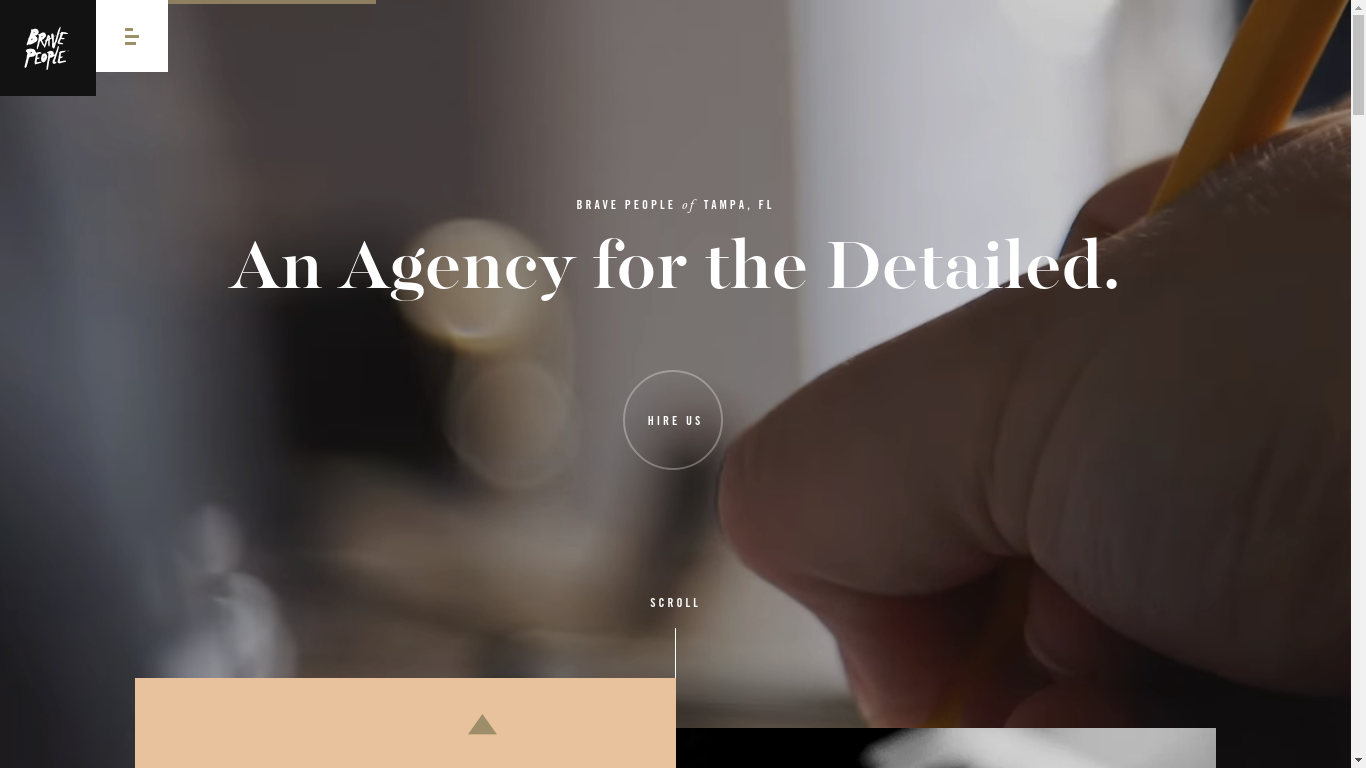 BRAVE
PEOPLE
BRAVE PEOPLE of TAMPA, FL
An Agency for the Detailed.
HIRE US
SCROLL